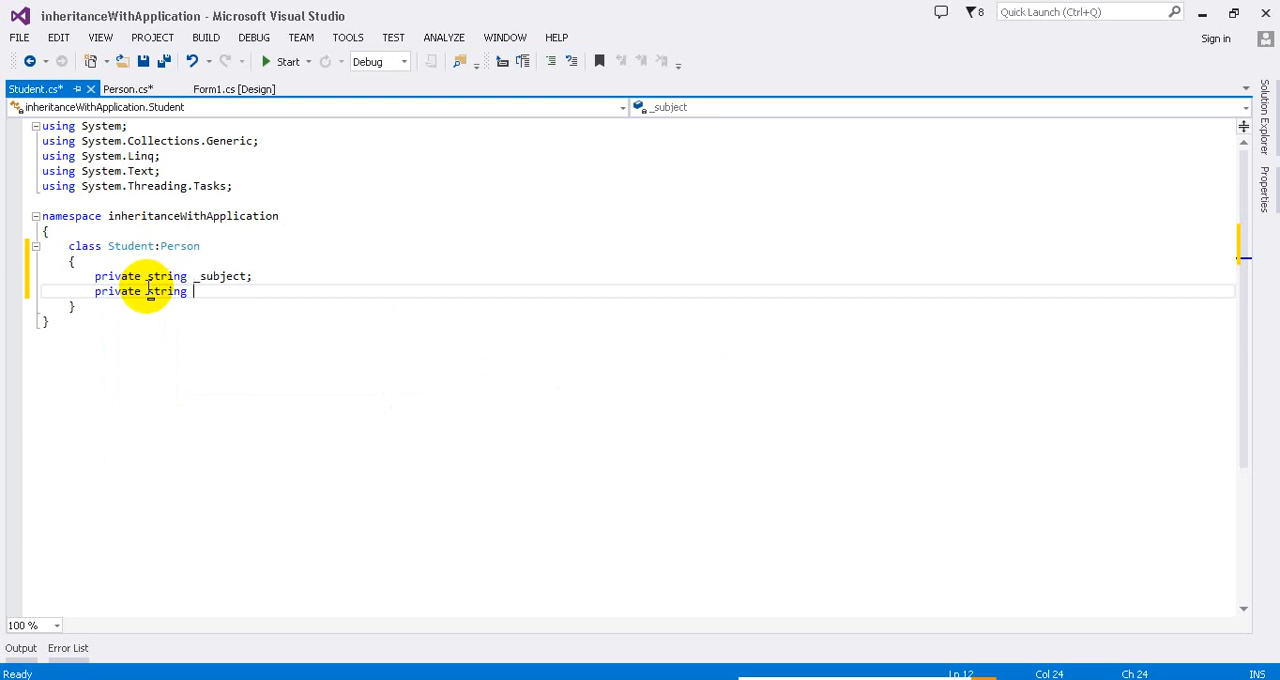 inheritanceWithApplication - Microsoft Visual Studio
8
Quick Launch (Ctrl+Q)
FILE EDIT VIEW PROJECT BUILD DEBUG TEAM TOOLS TEST ANALYZE WINDOW HELP
Sign in
Start Debug
Student.cs* Person.cs* Form1.cs [Design]
inheritanceWithApplication.Student _subject
using System;
using System.Collections.Generic;
using System.Linq;
using System.Text;
using System.Threading.Tasks;
namespace inheritanceWithApplication
{
class Student:Person
{
private string _subject;
private string
}
}
Solution Explorer
Properties
100 %
Output Error List
Ready Ln 12 Col 24 Ch 24 INS